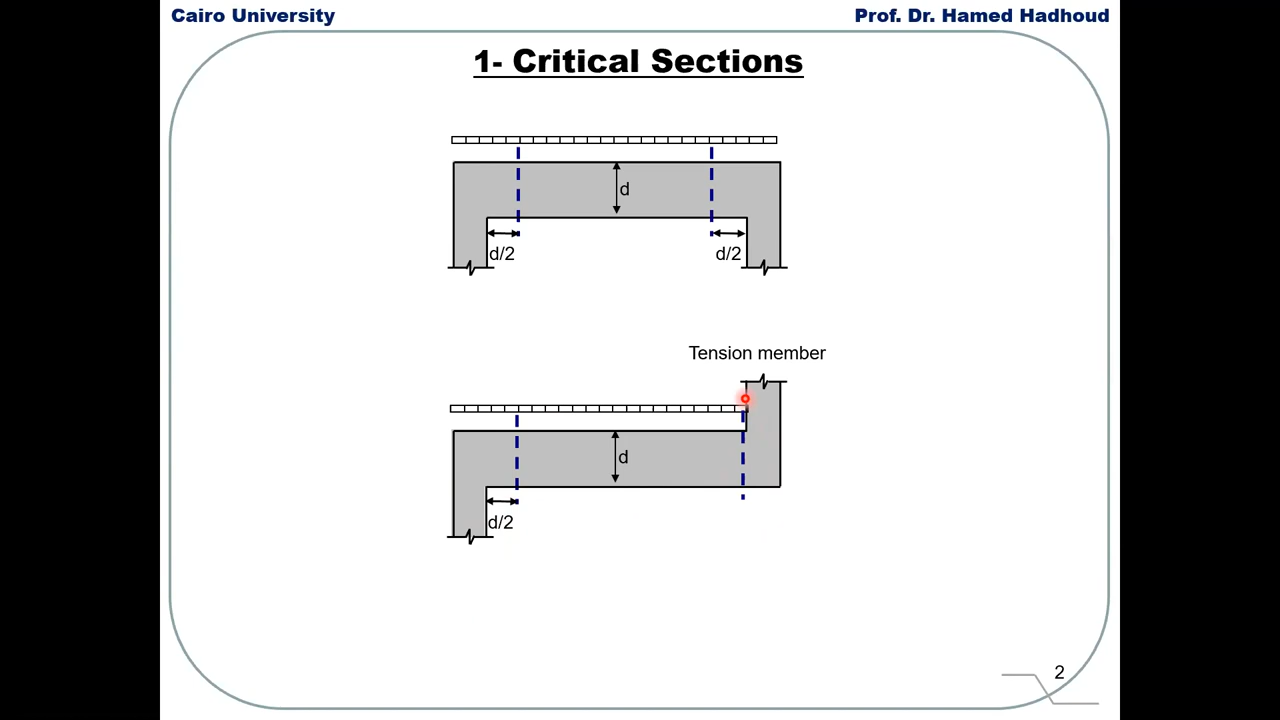 Cairo University
Prof. Dr. Hamed Hadhoud
1- Critical Sections
d
d/2
d/2
Tension member
d
d/2
2